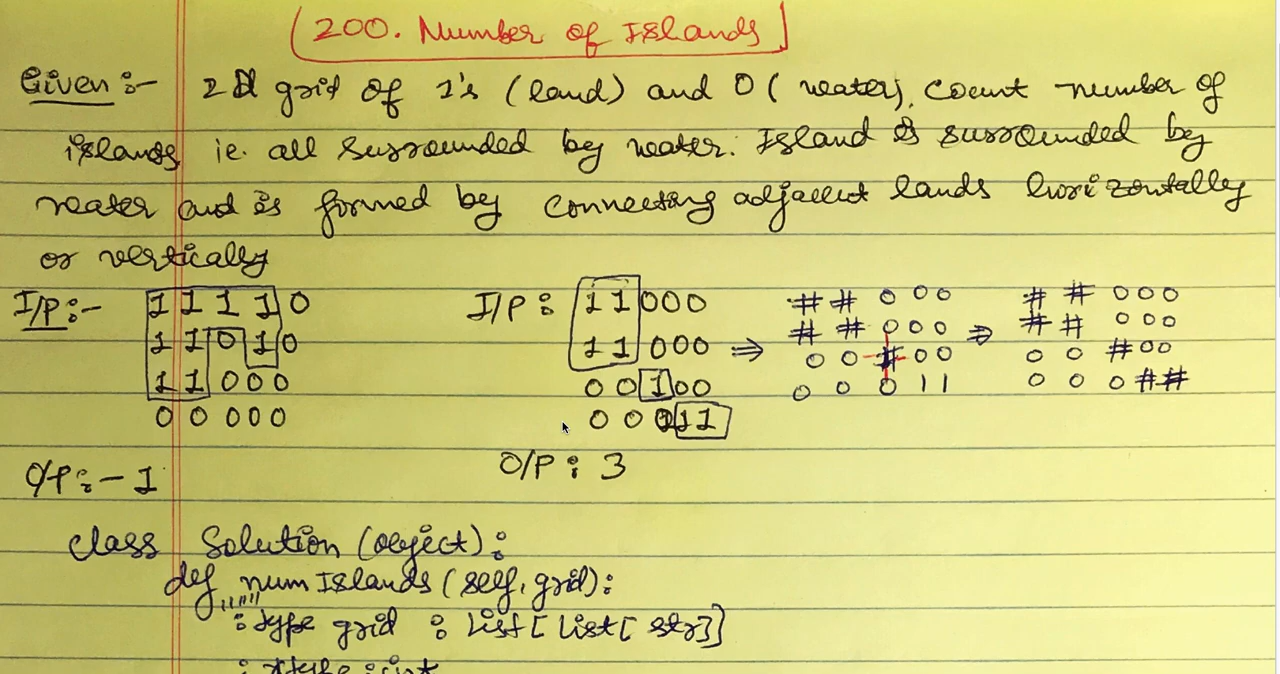 (200. Number of Islands]
Given :- 2D grid of 1's (land) and 0 (water), count number of
islands ie. all surrounded by water. Island is surrounded by
water and is formed by connecting adjacent lands horizontally
or vertically
I/P:- 1 1 1 1 0 I/P : 1 1 0 0 0 # # 0 0 0 # # 0 0 0
1 1 0 1 0 1 1 0 0 0 ⇒ # # 0 0 0 ⇒ # # 0 0 0
1 1 0 0 0 0 0 1 0 0 0 0 # 0 0 0 0 # 0 0
0 0 0 0 0 0 0 0 1 1 0 0 0 1 1 0 0 0 # #
O/P:- 1 O/P : 3
class Solution (object):
def numIslands (self, grid):
""""""
: type grid : List[List[str]]
: rtype : int